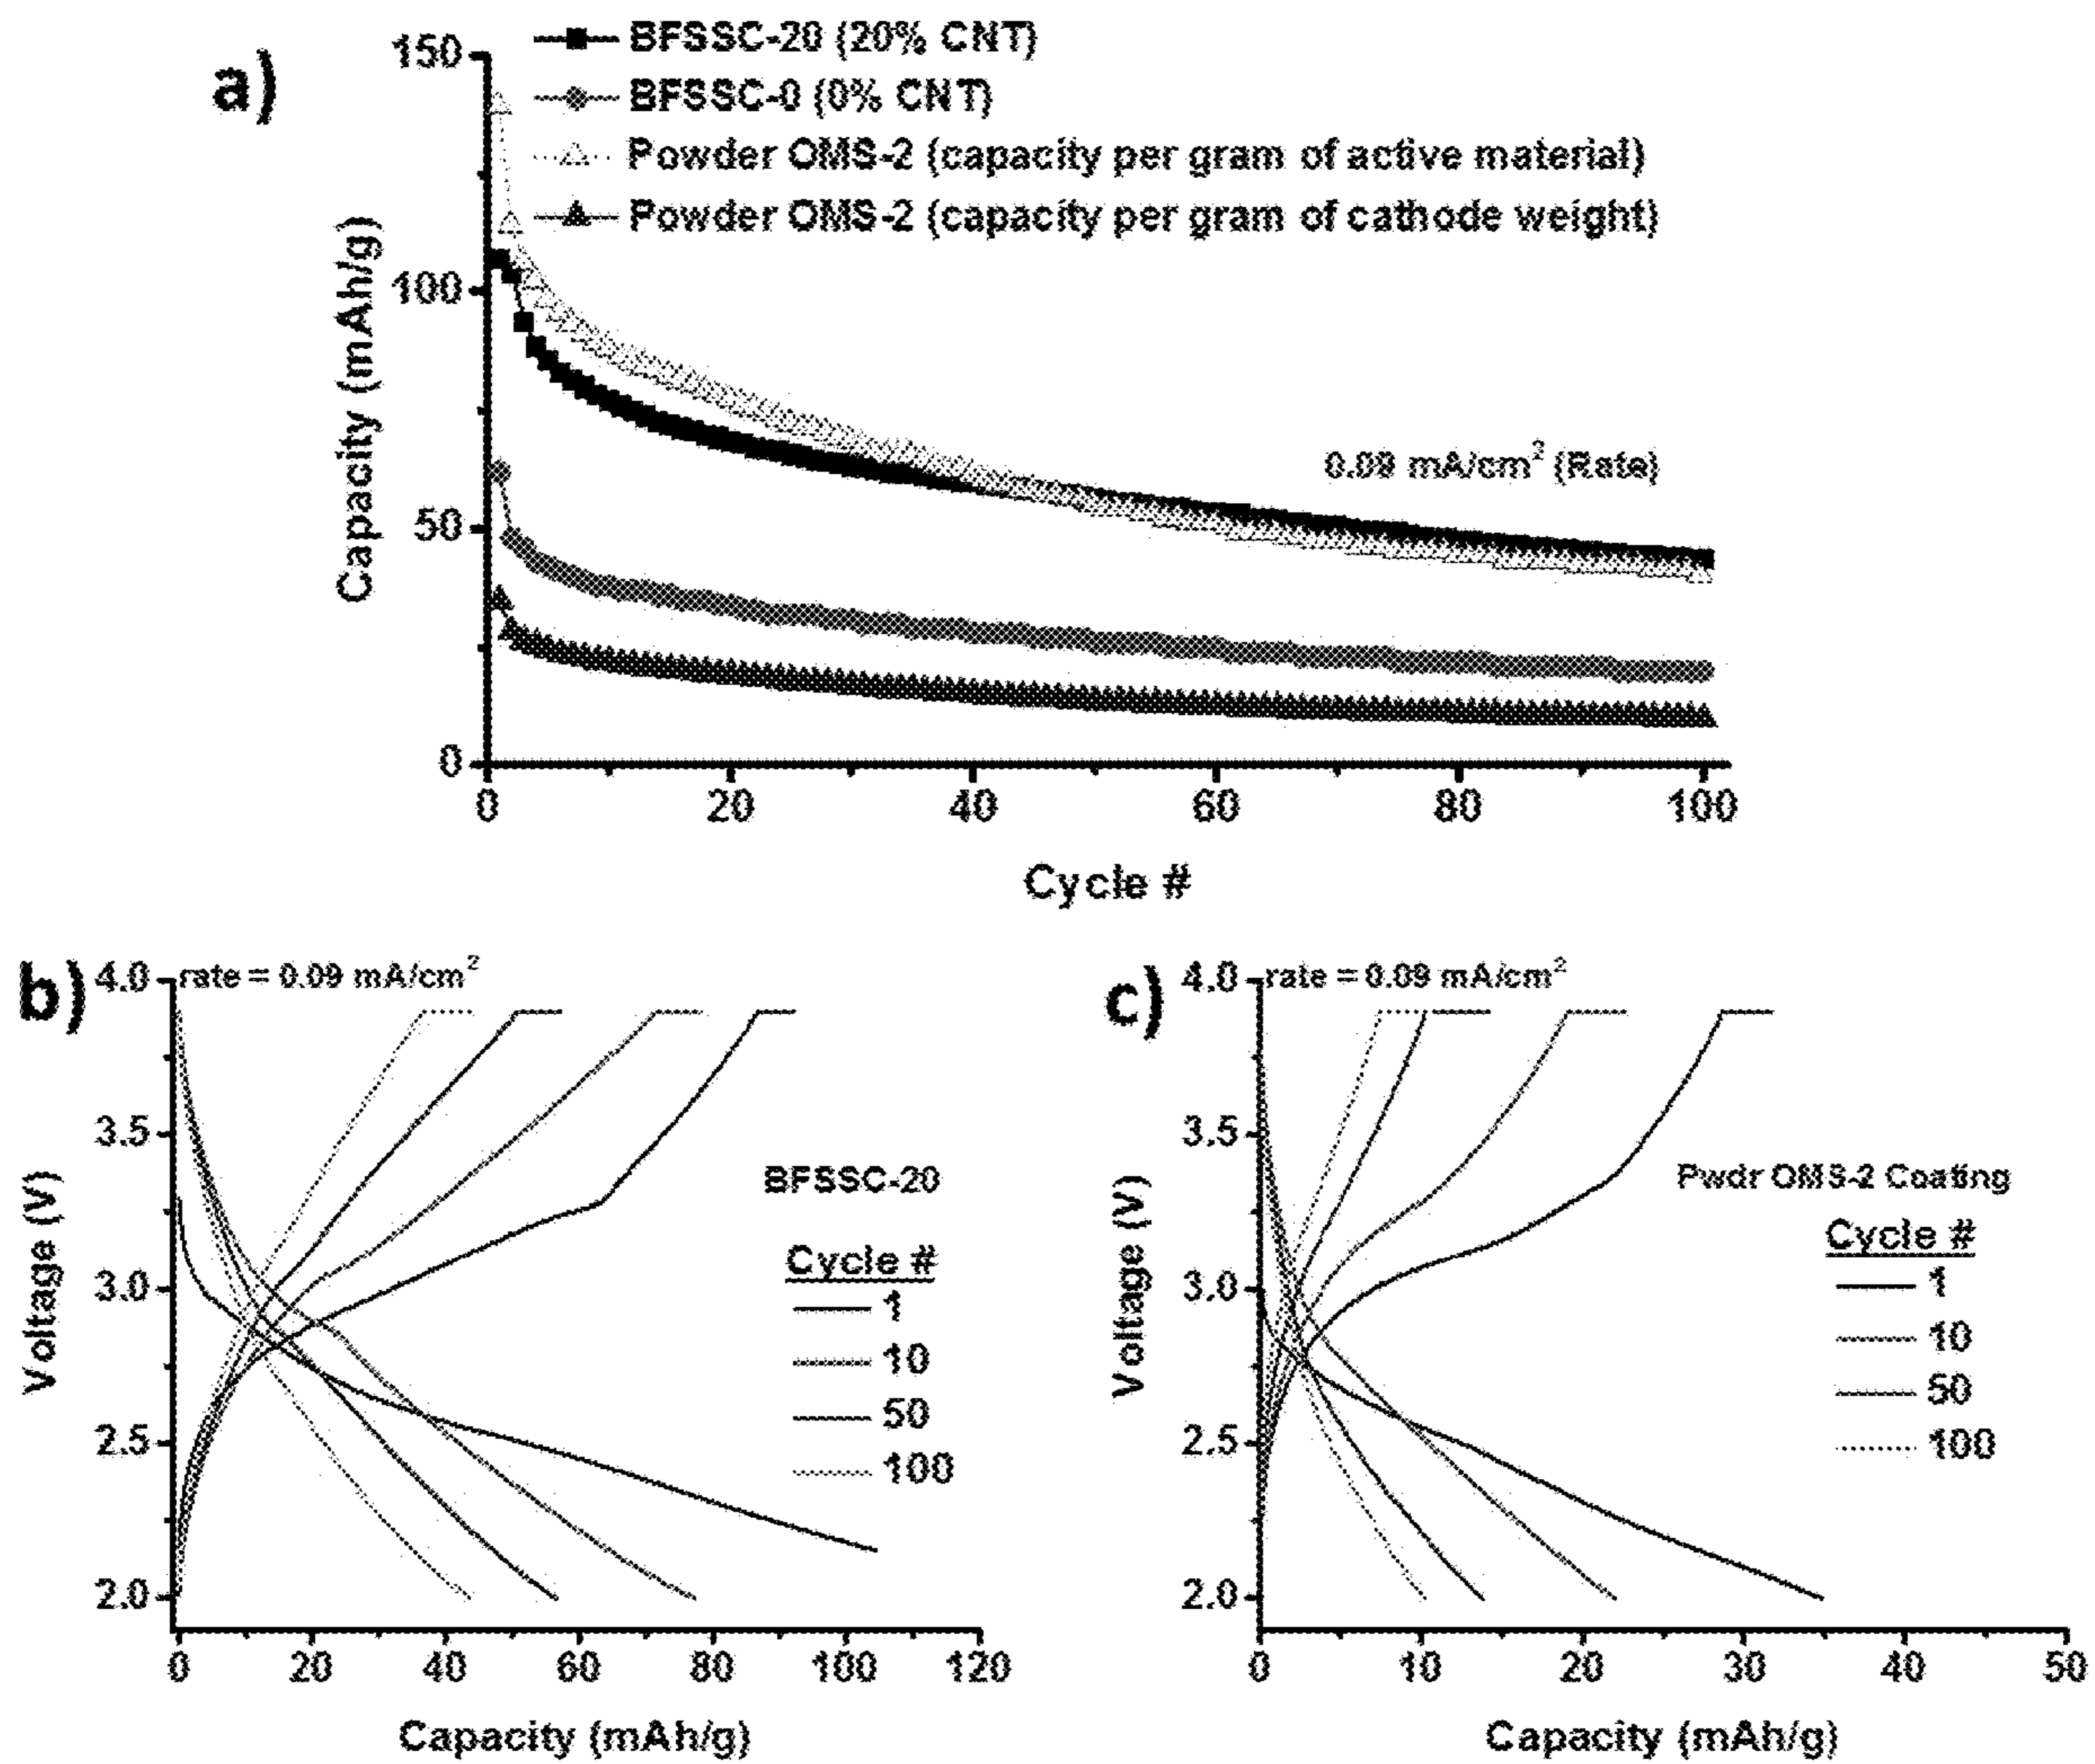 a)
BFSSC-20 (20% CNT)
BFSSC-0 (0% CNT)
Powder OMS-2 (capacity per gram of active material)
Powder OMS-2 (capacity per gram of cathode weight)
150
100
50
0
Capacity (mAh/g)
0.09 mA/cm²(Rate)
0 20 40 60 80 100
Cycle #
b)
rate = 0.09 mA/cm²
4.0
3.5
3.0
2.5
2.0
Voltage (V)
BFSSC-20
Cycle #
1
10
50
100
0 20 40 60 80 100 120
Capacity (mAh/g)
c)
rate = 0.09 mA/cm²
4.0
3.5
3.0
2.5
2.0
Voltage (V)
Pwdr OMS-2 Coating
Cycle #
1
10
50
100
0 10 20 30 40 50
Capacity (mAh/g)